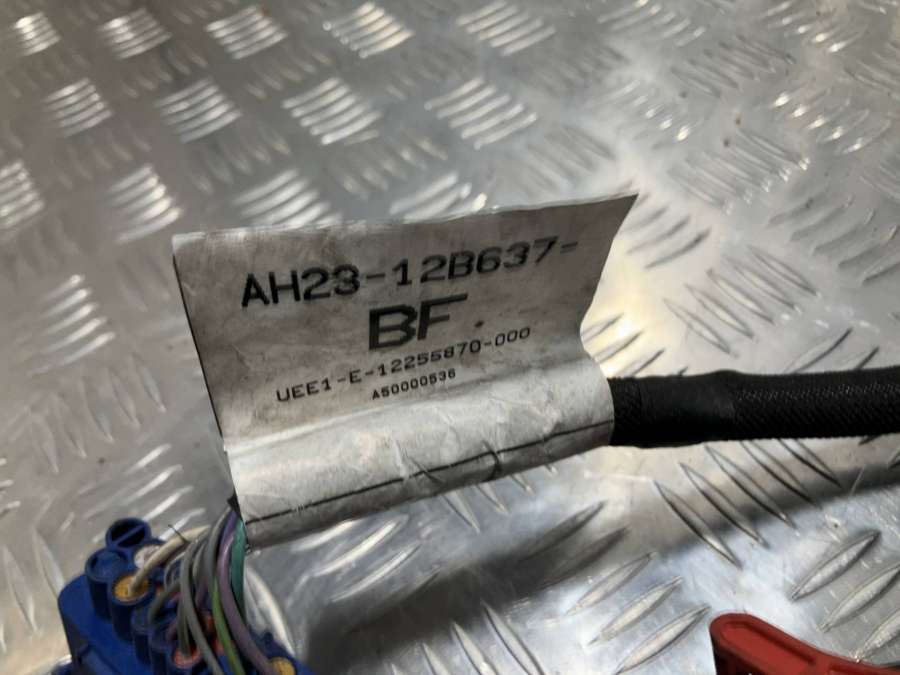 AH23-12B637-
BF
UEE1-E-12255870-000
A50000536